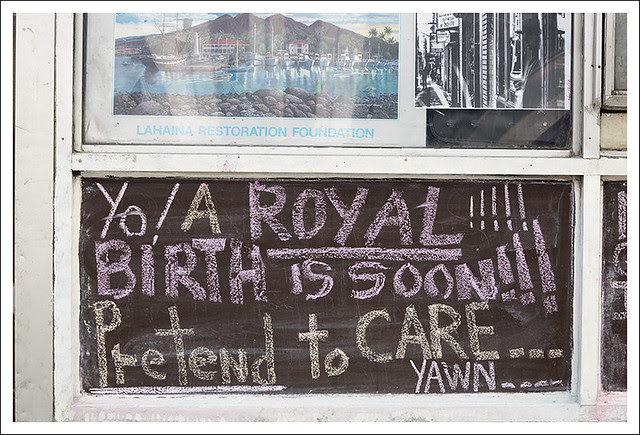 LAHAINA RESTORATION FOUNDATION
Yo! A ROYAL !!!!!
BIRTH IS SOON!!!
Pretend to CARE...
YAWN....